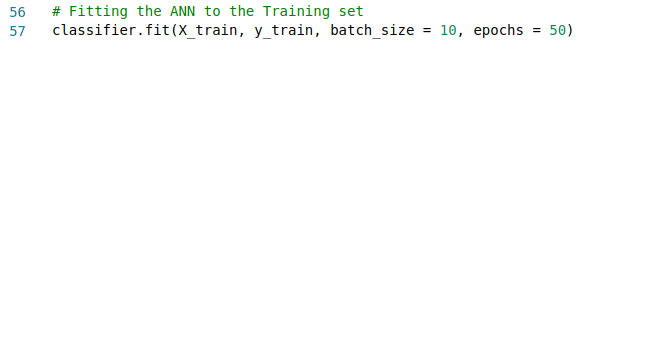 56 # Fitting the ANN to the Training set
57 classifier.fit(X_train, y_train, batch_size = 10, epochs = 50)